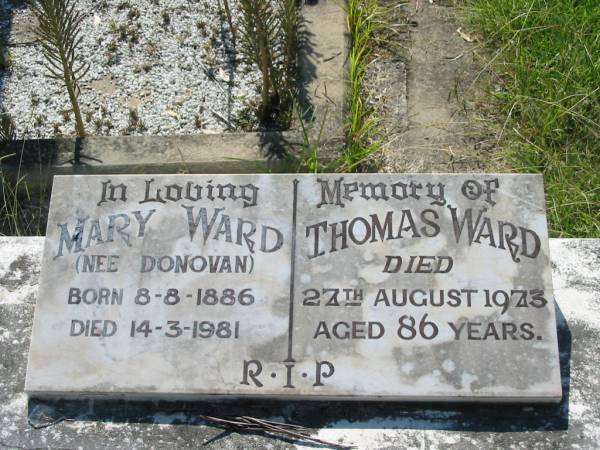 In Loving Memory Of
MARY WARD
(NEE DONOVAN)
BORN 8-8-1886
DIED 14-3-1981
THOMAS WARD
DIED
27TH AUGUST 1973
AGED 86 YEARS.
R·I·P